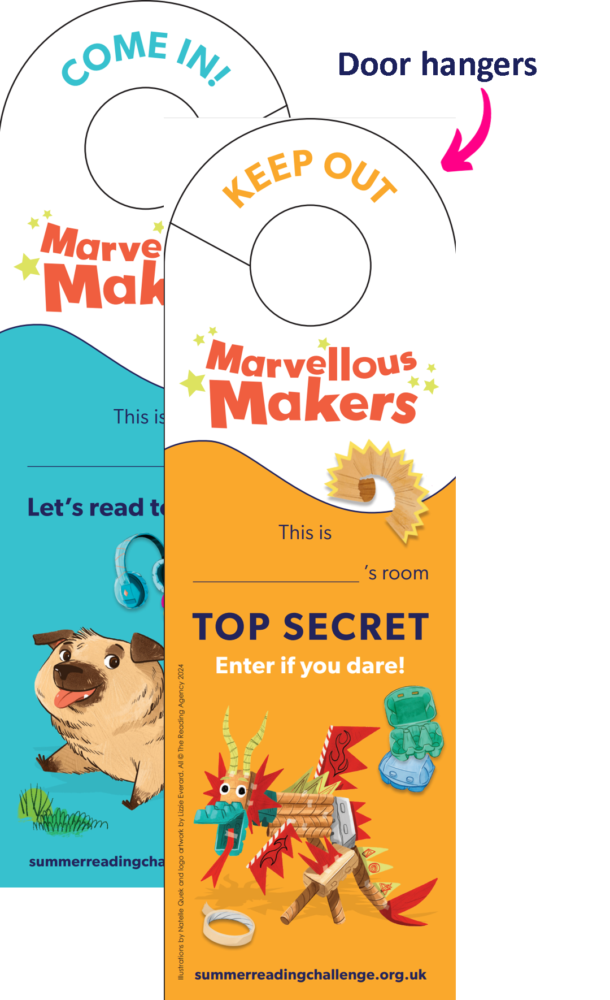 COME IN!
Door hangers
KEEP OUT
Marve
Mak
Marvellous
Makers
This is
Let's read to
This is
's room
TOP SECRET
Enter if you dare!
Illustrations by Natelle Quek and logo artwork by Lizzie Everard. All © The Reading Agency 2024
summerreadingcha
summerreadingchallenge.org.uk